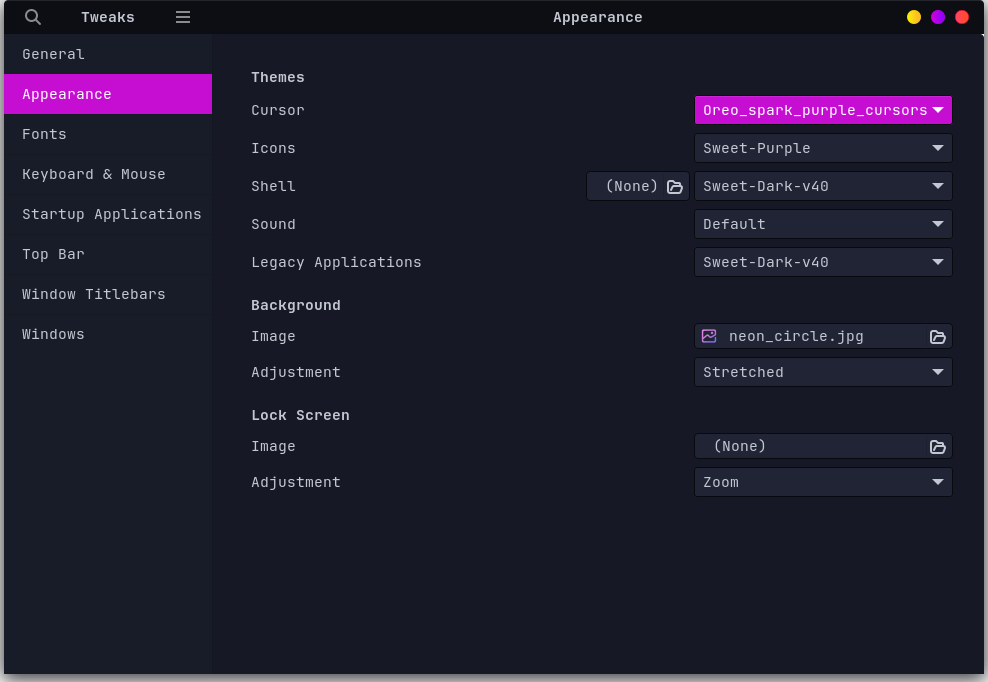 Tweaks
Appearance
General
Appearance
Fonts
Keyboard & Mouse
Startup Applications
Top Bar
Window Titlebars
Windows
Themes
Cursor Oreo_spark_purple_cursors
Icons Sweet-Purple
Shell (None) Sweet-Dark-v40
Sound Default
Legacy Applications Sweet-Dark-v40
Background
Image neon_circle.jpg
Adjustment Stretched
Lock Screen
Image (None)
Adjustment Zoom